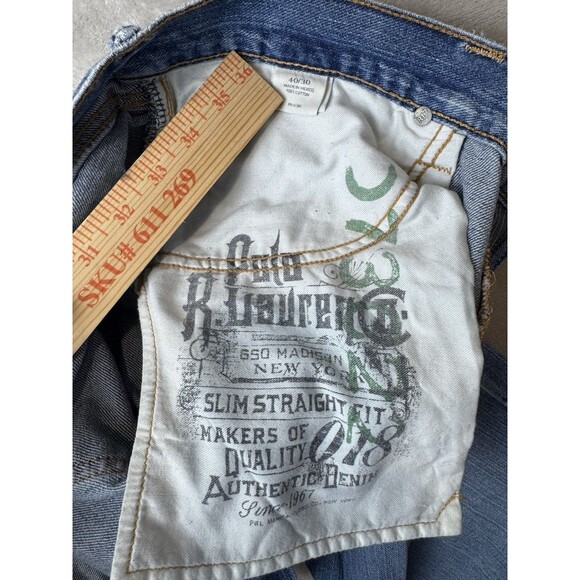 36
35
34
33
32
31
SKU# 611 269
40/30
MADE IN MEXICO
100% COTTON
Polo
R. Lauren
650 MADISON
NEW YORK
SLIM STRAIGHT FIT
018
MAKERS OF
QUALITY
AUTHENTIC DENIM
Since 1967